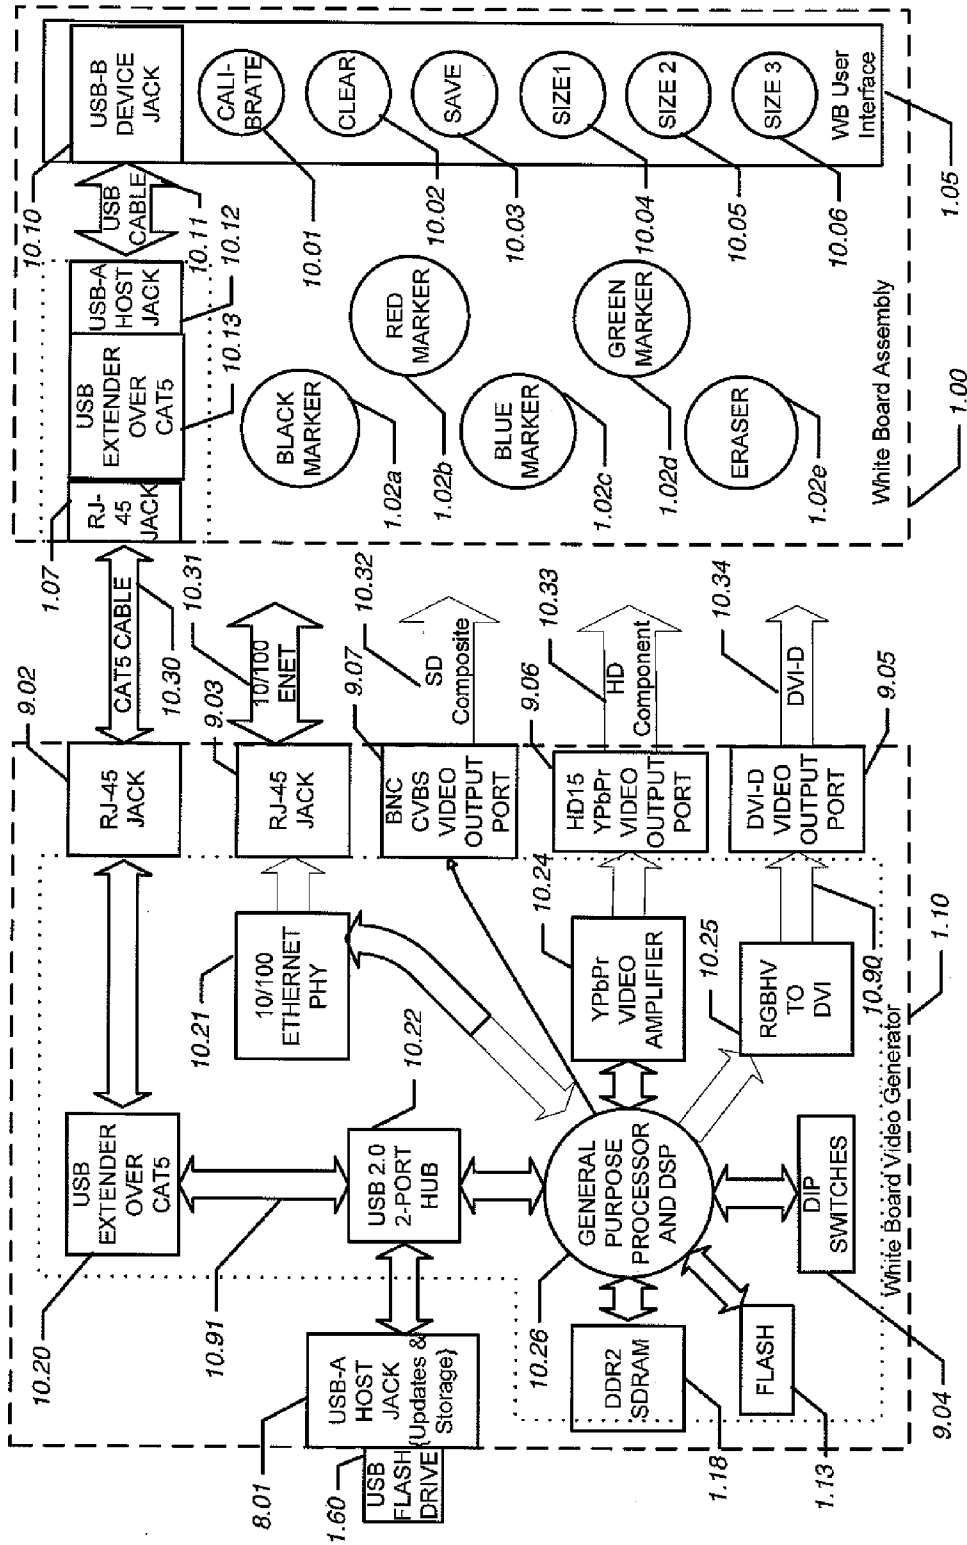 10.10
USB-B
DEVICE
JACK
USB
CABLE
10.11
10.12
USB-A
HOST
JACK
10.13
USB
EXTENDER
OVER
CAT5
1.07
RJ-
45
JACK
CALI-
BRATE
10.01
CLEAR
10.02
SAVE
10.03
SIZE1
10.04
SIZE 2
10.05
SIZE 3
10.06
WB User
Interface
1.05
BLACK
MARKER
1.02a
RED
MARKER
1.02b
BLUE
MARKER
1.02c
GREEN
MARKER
1.02d
ERASER
1.02e
White Board Assembly
1.00
CAT5 CABLE
10.30
10.31
10/100
ENET
10.32
SD
Composite
10.33
HD
Component
10.34
DVI-D
9.02
RJ-45
JACK
9.03
RJ-45
JACK
9.07
BNC
CVBS
VIDEO
OUTPUT
PORT
9.06
HD15
YPbPr
VIDEO
OUTPUT
PORT
9.05
DVI-D
VIDEO
OUTPUT
PORT
10.21
10/100
ETHERNET
PHY
10.24
YPbPr
VIDEO
AMPLIFIER
10.25
RGBHV
TO
DVI
10.90
1.10
10.20
USB
EXTENDER
OVER
CAT5
10.91
10.22
USB 2.0
2-PORT
HUB
10.26
GENERAL
PURPOSE
PROCESSOR
AND DSP
DIP
SWITCHES
9.04
White Board Video Generator
8.01
USB-A
HOST
JACK
{Updates &
Storage}
1.60
USB
FLASH
DRIVE
DDR2
SDRAM
1.18
FLASH
1.13